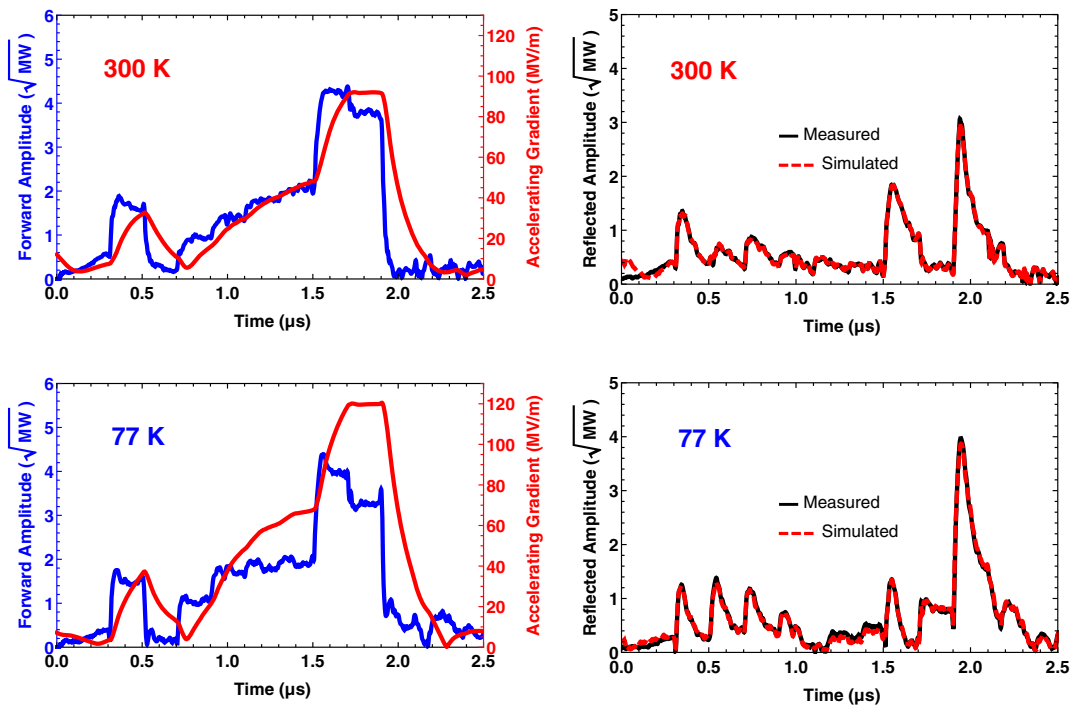 Forward Amplitude (√MW)
6
5
4
3
2
1
0
300 K
120
100
80
60
40
20
0
Accelerating Gradient (MV/m)
0.0 0.5 1.0 1.5 2.0 2.5
Time (µs)
Reflected Amplitude (√MW)
5
4
3
2
1
0
300 K
Measured
Simulated
0.0 0.5 1.0 1.5 2.0 2.5
Time (µs)
Forward Amplitude (√MW)
6
5
4
3
2
1
0
77 K
120
100
80
60
40
20
0
Accelerating Gradient (MV/m)
0.0 0.5 1.0 1.5 2.0 2.5
Time (µs)
Reflected Amplitude (√MW)
5
4
3
2
1
0
77 K
Measured
Simulated
0.0 0.5 1.0 1.5 2.0 2.5
Time (µs)